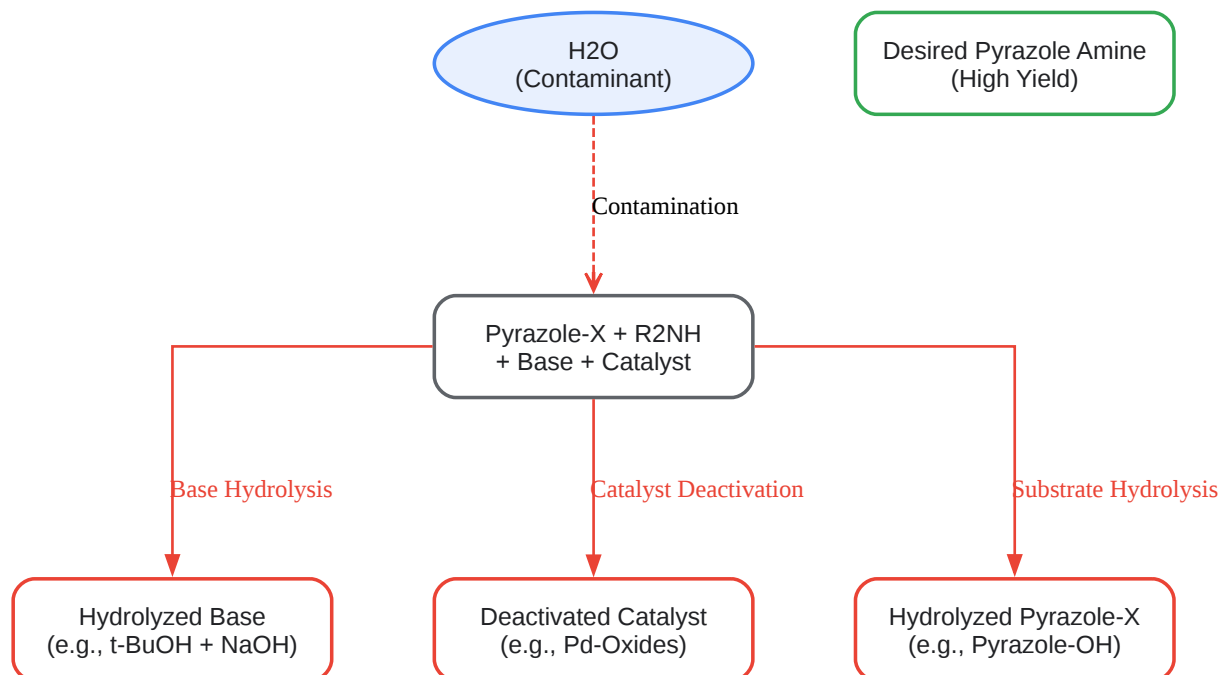 H2O
(Contaminant)
Desired Pyrazole Amine
(High Yield)
Contamination
Pyrazole-X + R2NH
+ Base + Catalyst
Base Hydrolysis
Catalyst Deactivation
Substrate Hydrolysis
Hydrolyzed Base
(e.g., t-BuOH + NaOH)
Deactivated Catalyst
(e.g., Pd-Oxides)
Hydrolyzed Pyrazole-X
(e.g., Pyrazole-OH)